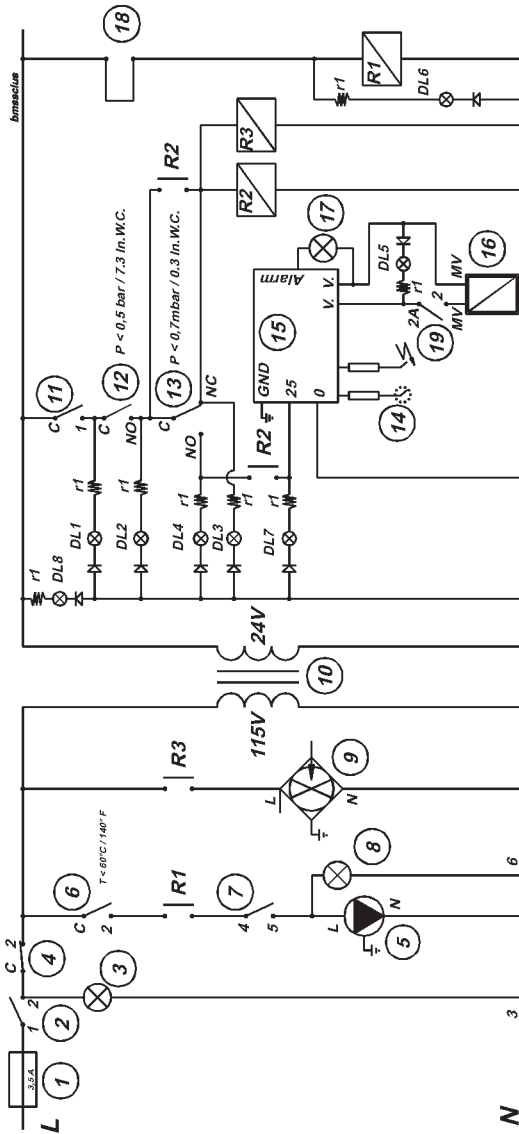 L
N
1
3,5 A
2
1
2
3
4
C
2
3
6
C
2
T < 60°C / 140° F
R1
7
4
5
5
L
N
8
6
R3
9
L
N
115V
10
24V
r1
DL8
DL1
r1
DL2
r1
DL4
r1
DL3
r1
DL7
r1
bmsscius
11
C
1
12
C
NO
P < 0,5 bar / 7.3 In.W.C.
13
C
NO
NC
P < 0,7mbar / 0.3 In.W.C.
R2
R2
R3
R2
14
15
GND
25
0
Alarm
V.
V.
17
DL5
r1
2A
2
19
MV
MV
16
18
R1
r1
DL6